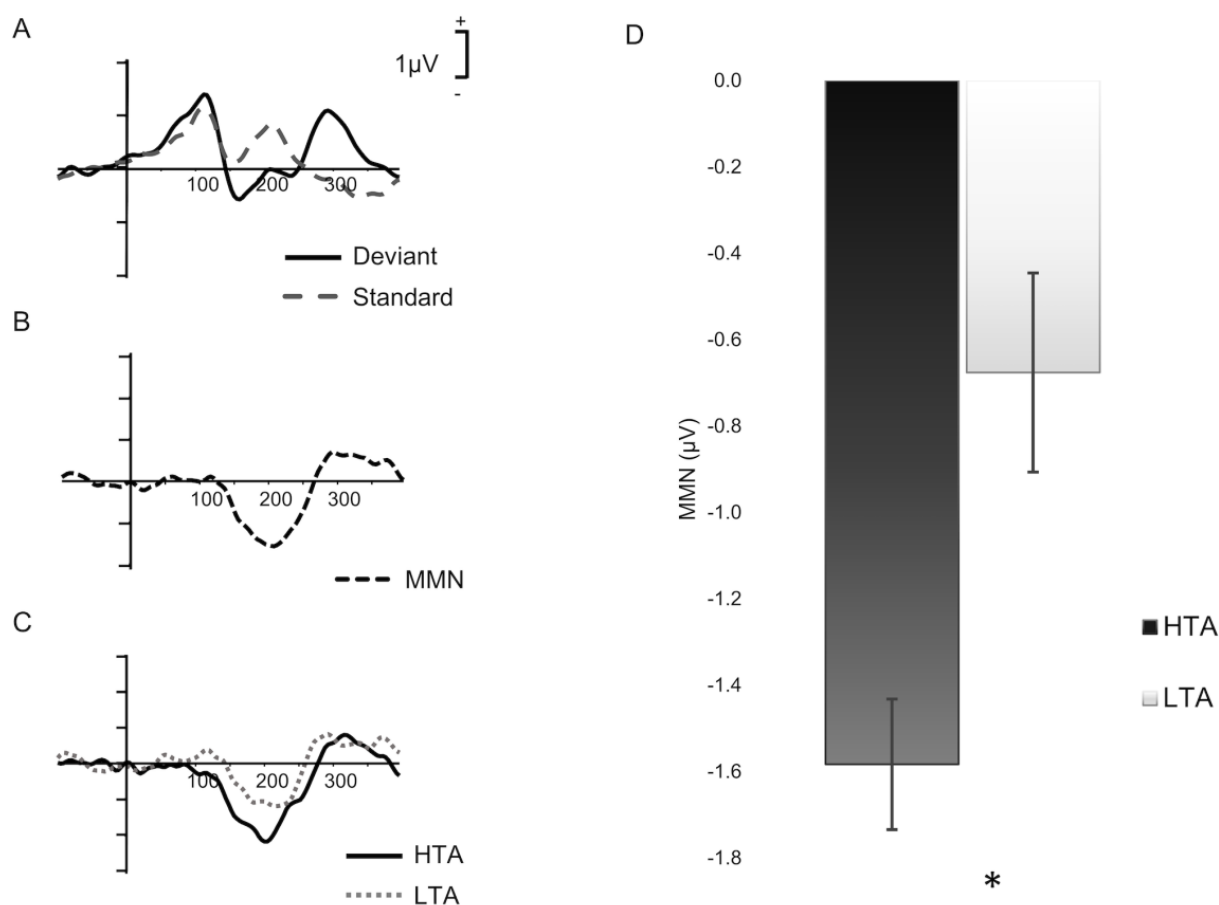 A
+
1µV
-
100 200 300
Deviant
Standard
B
100 200 300
MMN
C
100 200 300
HTA
LTA
D
0.0
-0.2
-0.4
-0.6
-0.8
-1.0
-1.2
-1.4
-1.6
-1.8
MMN (µV)
HTA
LTA
*